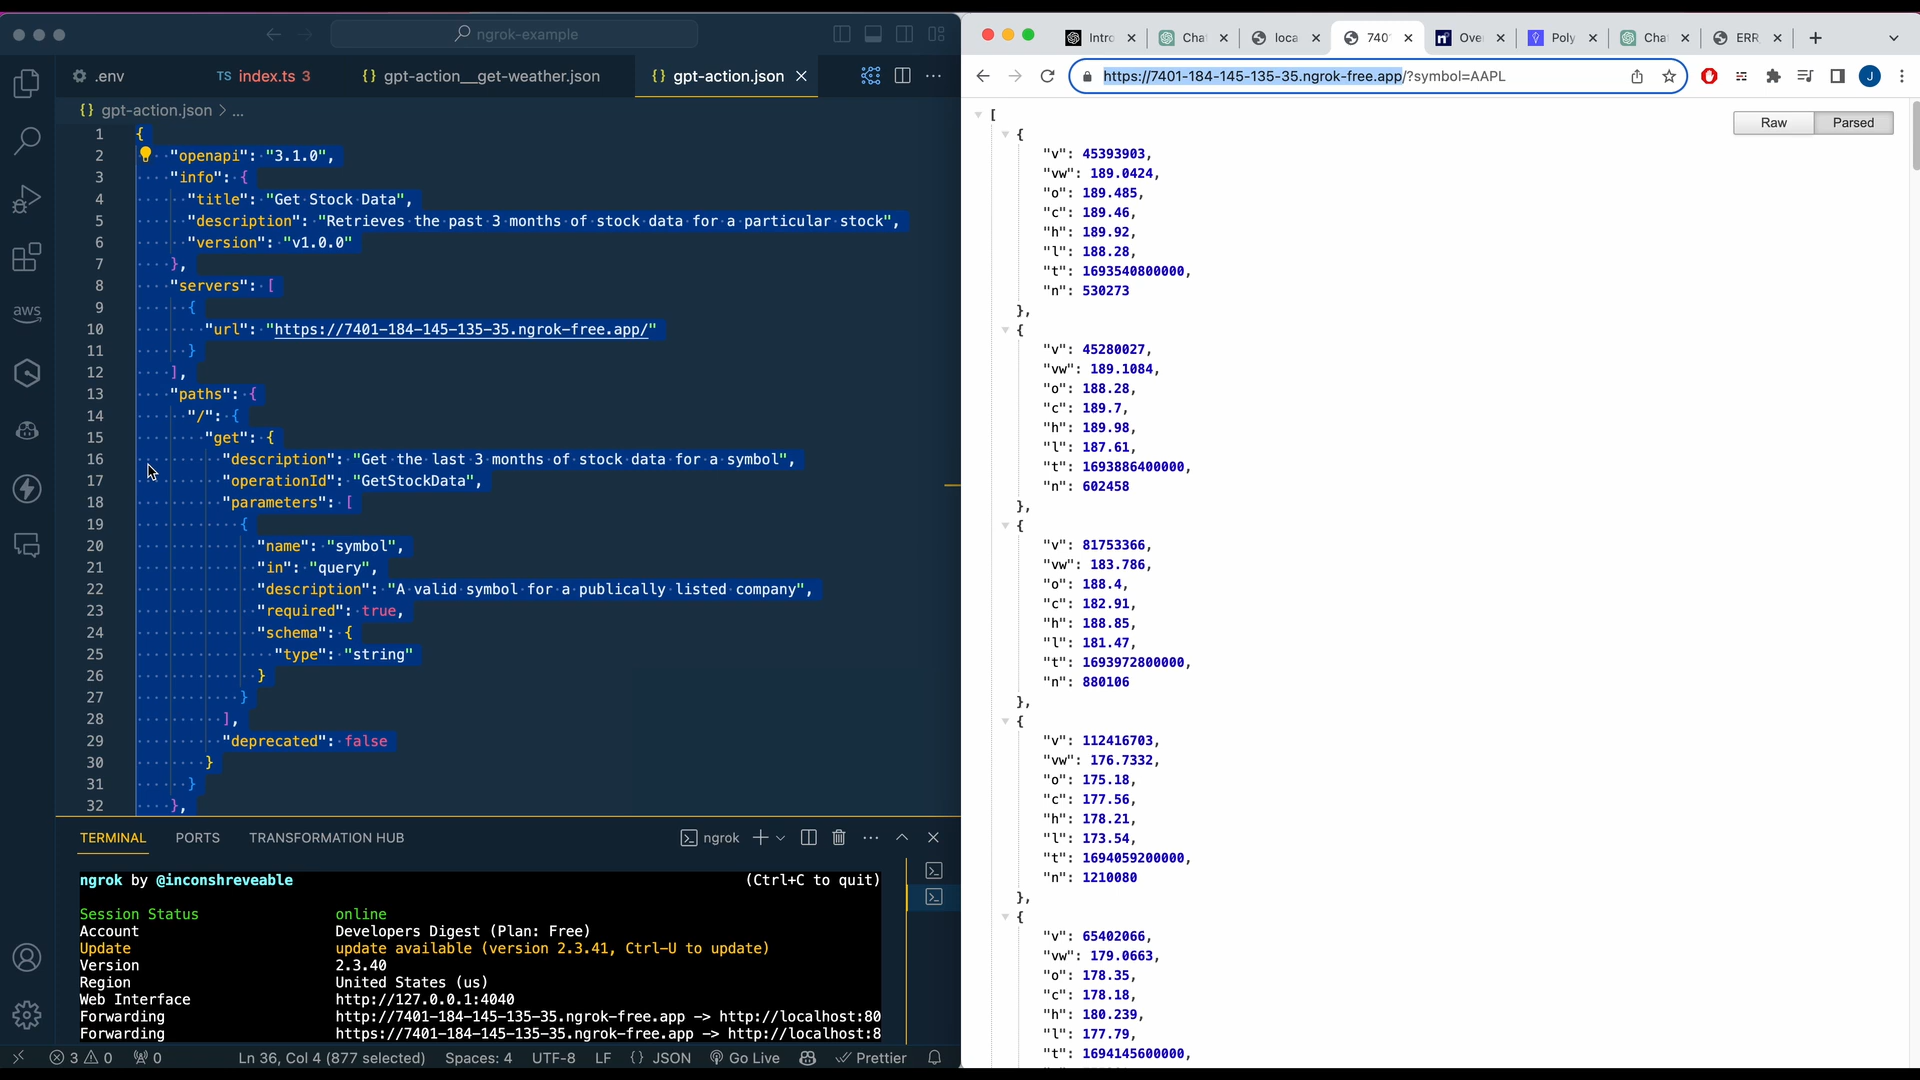 ngrok-example
.env
TS index.ts 3
{} gpt-action__get-weather.json
{} gpt-action.json
{} gpt-action.json > ...
1 {
2 "openapi": "3.1.0",
3 "info": {
4 "title": "Get Stock Data",
5 "description": "Retrieves the past 3 months of stock data for a particular stock",
6 "version": "v1.0.0"
7 },
8 "servers": [
9 {
10 "url": "https://7401-184-145-135-35.ngrok-free.app/"
11 }
12 ],
13 "paths": {
14 "/": {
15 "get": {
16 "description": "Get the last 3 months of stock data for a symbol",
17 "operationId": "GetStockData",
18 "parameters": [
19 {
20 "name": "symbol",
21 "in": "query",
22 "description": "A valid symbol for a publically listed company",
23 "required": true,
24 "schema": {
25 "type": "string"
26 }
27 }
28 ],
29 "deprecated": false
30 }
31 }
32 },
aws
TERMINAL
PORTS
TRANSFORMATION HUB
ngrok
ngrok by @inconshreveable (Ctrl+C to quit)
Session Status online
Account Developers Digest (Plan: Free)
Update update available (version 2.3.41, Ctrl-U to update)
Version 2.3.40
Region United States (us)
Web Interface http://127.0.0.1:4040
Forwarding http://7401-184-145-135-35.ngrok-free.app -> http://localhost:80
Forwarding https://7401-184-145-135-35.ngrok-free.app -> http://localhost:8
3 0 0 Ln 36, Col 4 (877 selected) Spaces: 4 UTF-8 LF {} JSON Go Live Prettier
Intro
Cha
loca
740
Ove
Poly
Cha
ERR
https://7401-184-145-135-35.ngrok-free.app/?symbol=AAPL
J
Raw
Parsed
[
{
"v": 45393903,
"vw": 189.0424,
"o": 189.485,
"c": 189.46,
"h": 189.92,
"l": 188.28,
"t": 1693540800000,
"n": 530273
},
{
"v": 45280027,
"vw": 189.1084,
"o": 188.28,
"c": 189.7,
"h": 189.98,
"l": 187.61,
"t": 1693886400000,
"n": 602458
},
{
"v": 81753366,
"vw": 183.786,
"o": 188.4,
"c": 182.91,
"h": 188.85,
"l": 181.47,
"t": 1693972800000,
"n": 880106
},
{
"v": 112416703,
"vw": 176.7332,
"o": 175.18,
"c": 177.56,
"h": 178.21,
"l": 173.54,
"t": 1694059200000,
"n": 1210080
},
{
"v": 65402066,
"vw": 179.0663,
"o": 178.35,
"c": 178.18,
"h": 180.239,
"l": 177.79,
"t": 1694145600000,